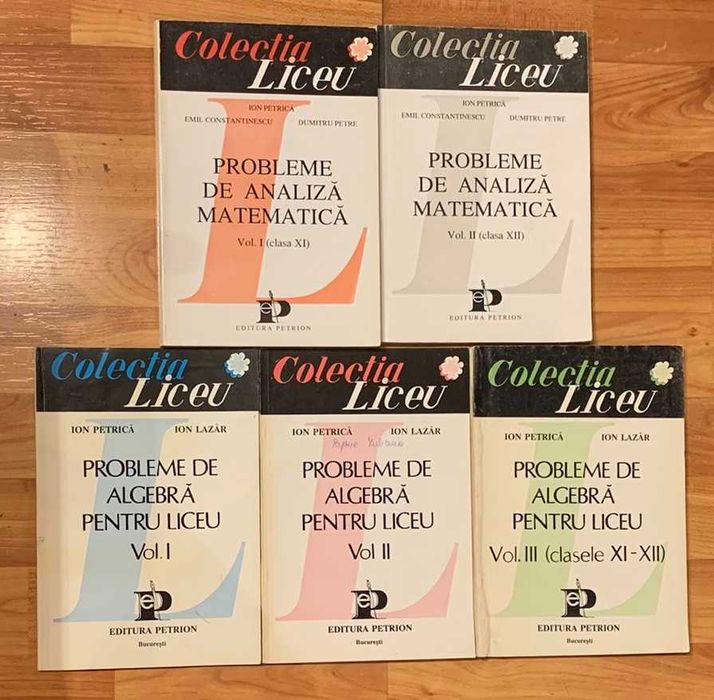 Colecția
Liceu
ION PETRICĂ
EMIL CONSTANTINESCU DUMITRU PETRE
PROBLEME
DE ANALIZĂ
MATEMATICĂ
Vol. I (clasa XI)
EDITURA PETRION
Colecția
Liceu
ION PETRICĂ
EMIL CONSTANTINESCU DUMITRU PETRE
PROBLEME
DE ANALIZĂ
MATEMATICĂ
Vol. II (clasa XII)
EDITURA PETRION
Colecția
Liceu
ION PETRICĂ ION LAZĂR
PROBLEME DE
ALGEBRĂ
PENTRU LICEU
Vol. I
EDITURA PETRION
București
Colecția
Liceu
ION PETRICĂ ION LAZĂR
PROBLEME DE
ALGEBRĂ
PENTRU LICEU
Vol II
EDITURA PETRION
București
Colecția
Liceu
ION PETRICĂ ION LAZĂR
PROBLEME DE
ALGEBRĂ
PENTRU LICEU
Vol. III (clasele XI-XII)
EDITURA PETRION
București